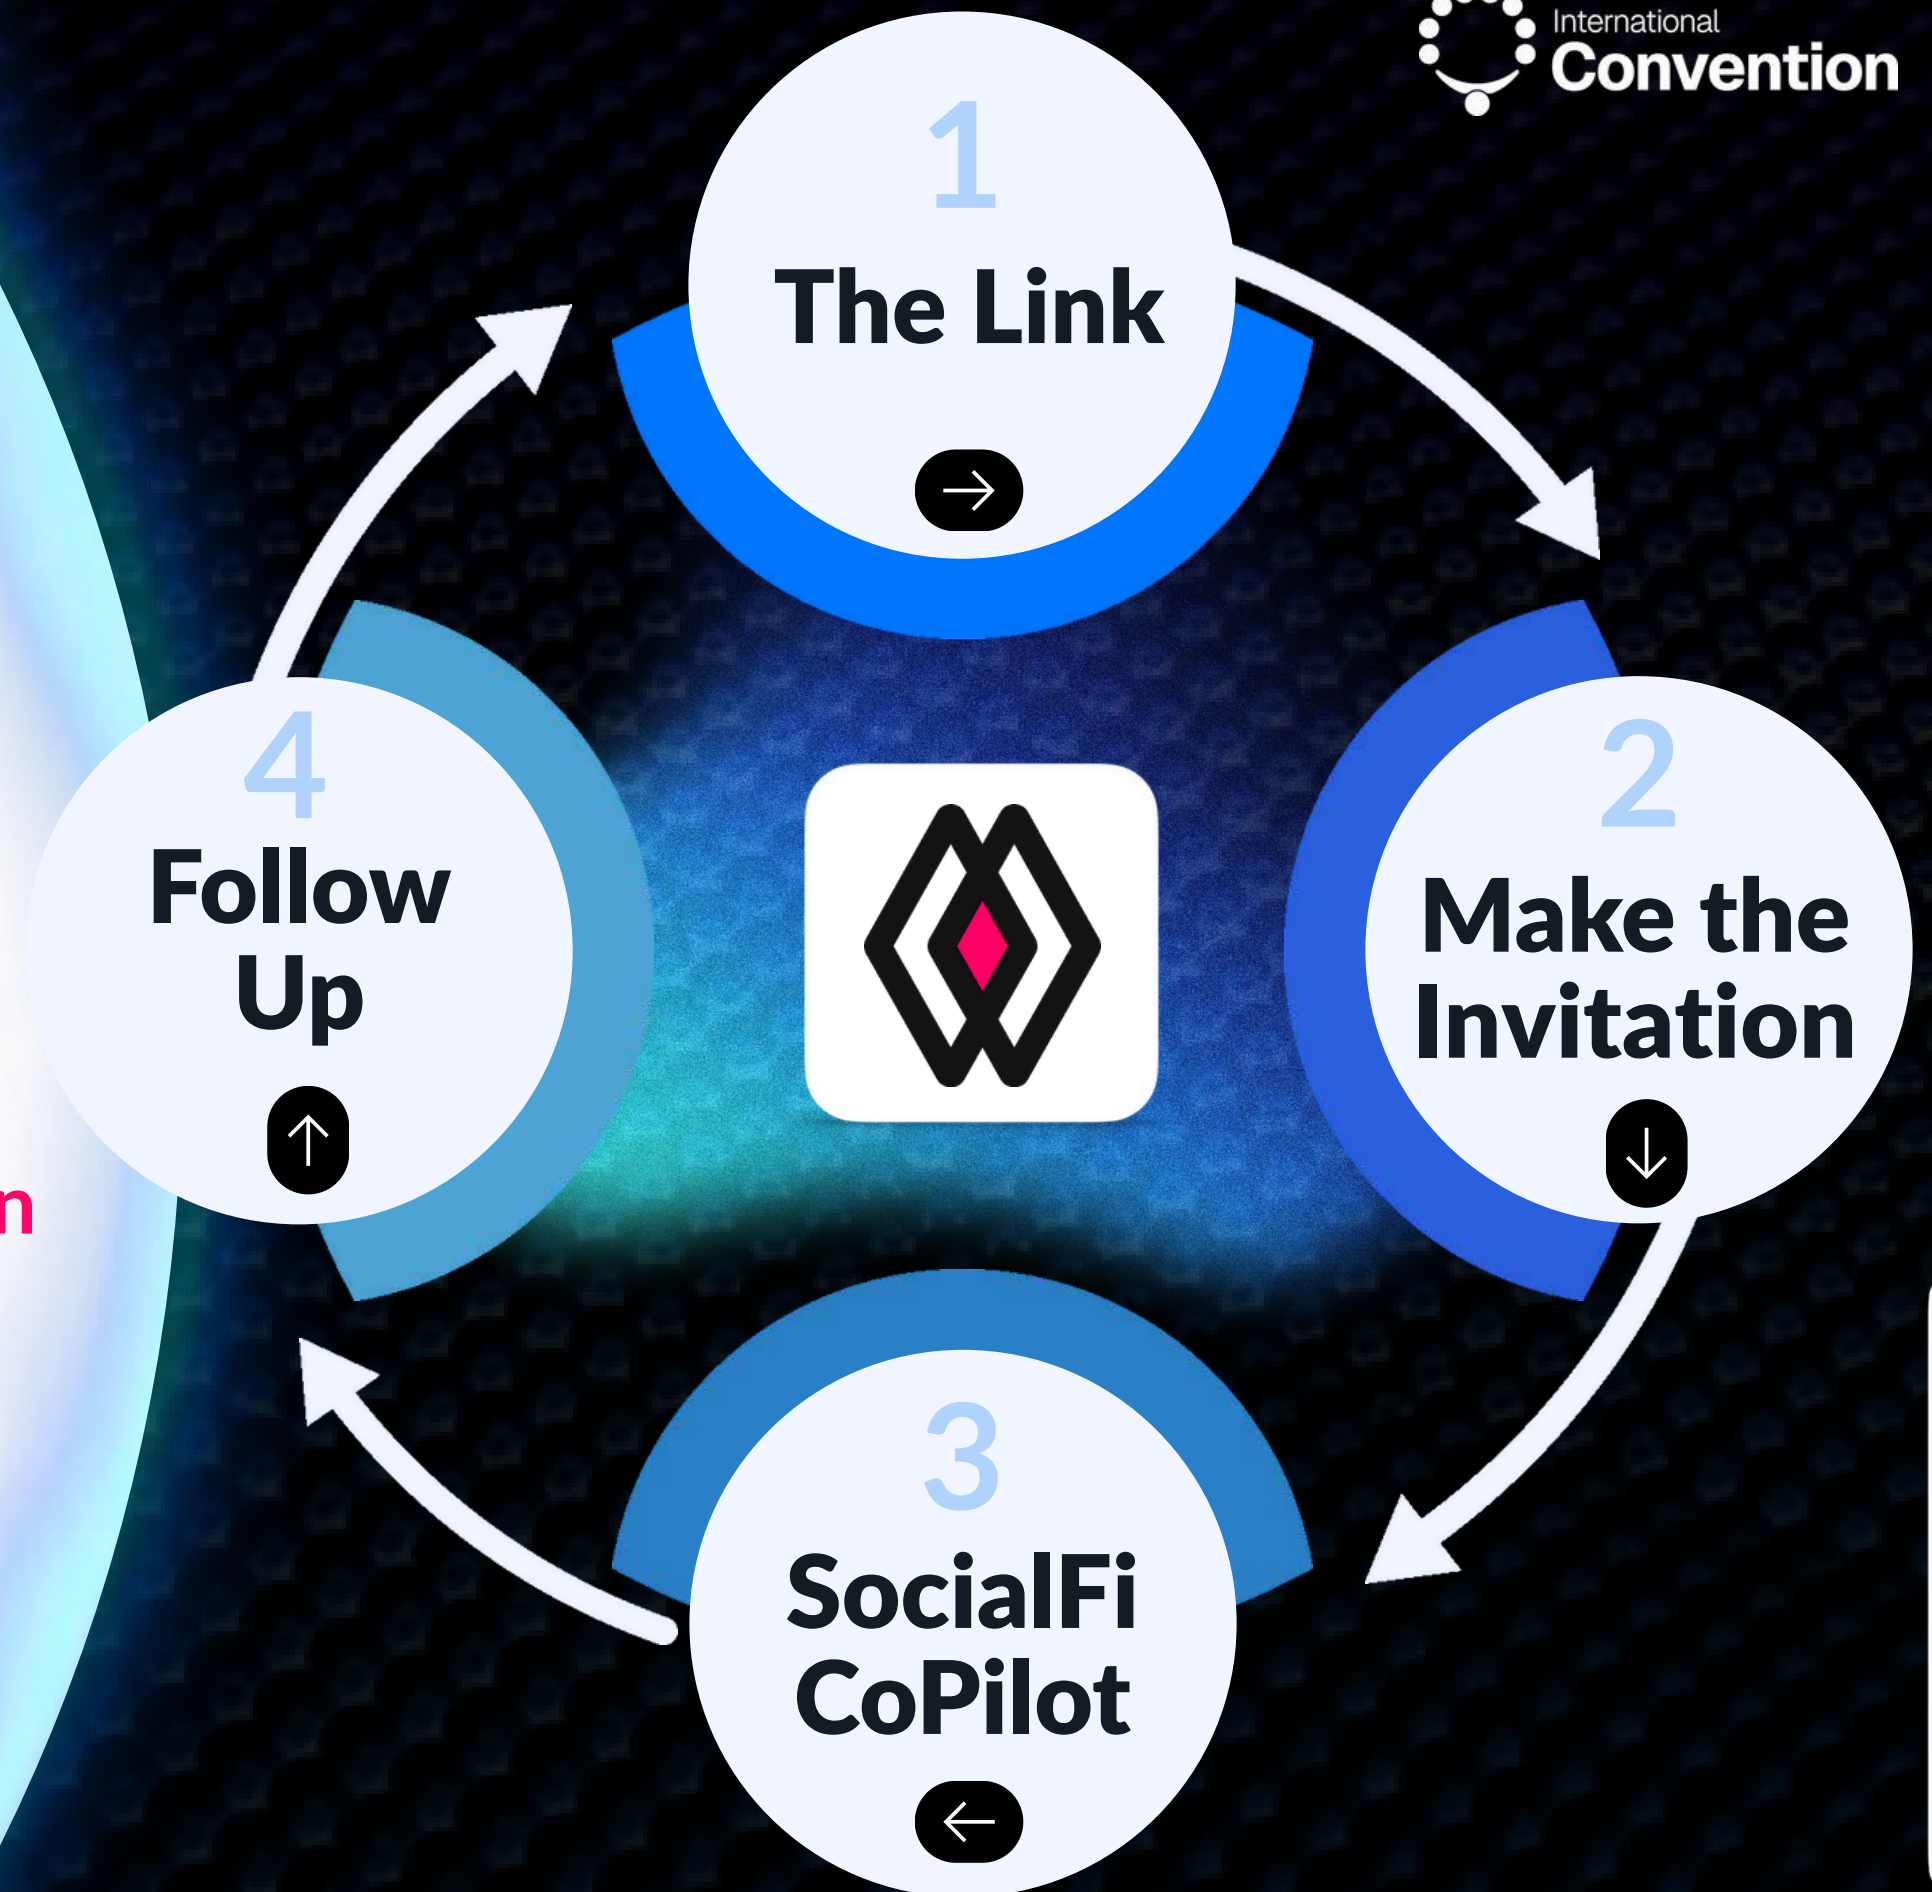 International
Convention
1
The Link
2
Make the
Invitation
3
SocialFi
CoPilot
4
Follow
Up
n